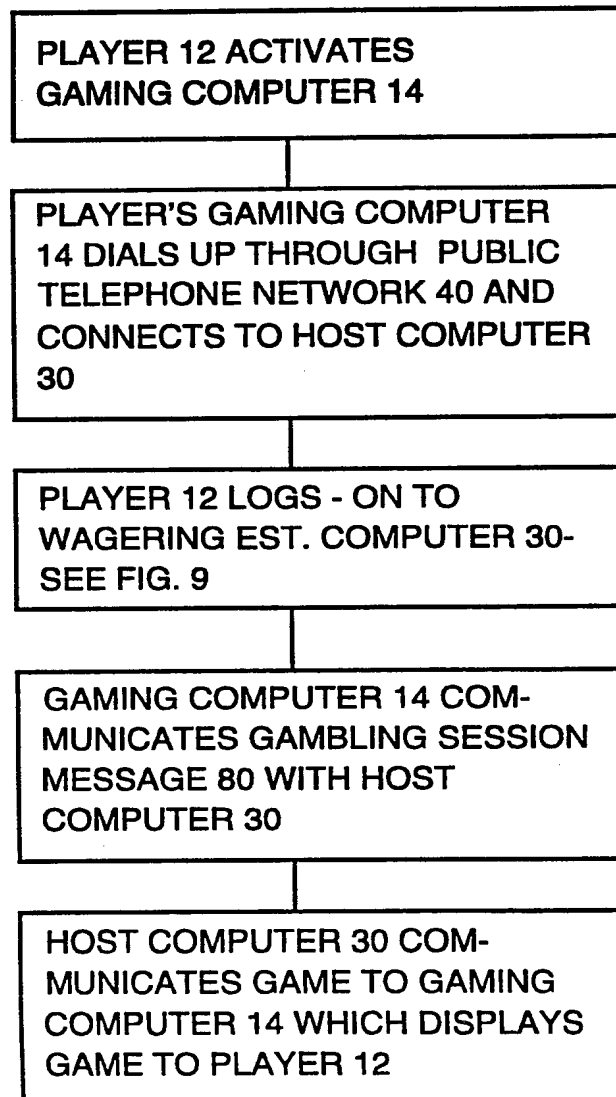 PLAYER 12 ACTIVATES
GAMING COMPUTER 14
PLAYER'S GAMING COMPUTER
14 DIALS UP THROUGH PUBLIC
TELEPHONE NETWORK 40 AND
CONNECTS TO HOST COMPUTER
30
PLAYER 12 LOGS - ON TO
WAGERING EST. COMPUTER 30-
SEE FIG. 9
GAMING COMPUTER 14 COM-
MUNICATES GAMBLING SESSION
MESSAGE 80 WITH HOST
COMPUTER 30
HOST COMPUTER 30 COM-
MUNICATES GAME TO GAMING
COMPUTER 14 WHICH DISPLAYS
GAME TO PLAYER 12